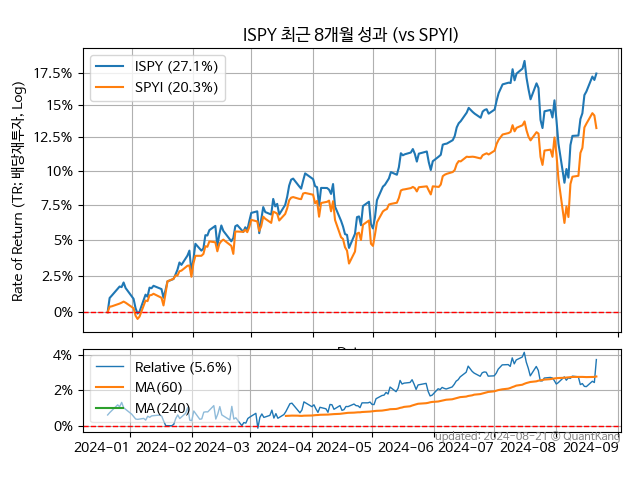 ISPY 최근 8개월 성과 (vs SPYI)
Rate of Return (TR: 배당재투자, Log)
17.5%
15%
12.5%
10%
7.5%
5%
2.5%
0%
ISPY (27.1%)
SPYI (20.3%)
4%
2%
0%
Relative (5.6%)
MA(60)
MA(240)
2024-01
2024-02
2024-03
2024-04
2024-05
2024-06
2024-07
2024-08
2024-09
updated: 2024-08-21 © QuantKang